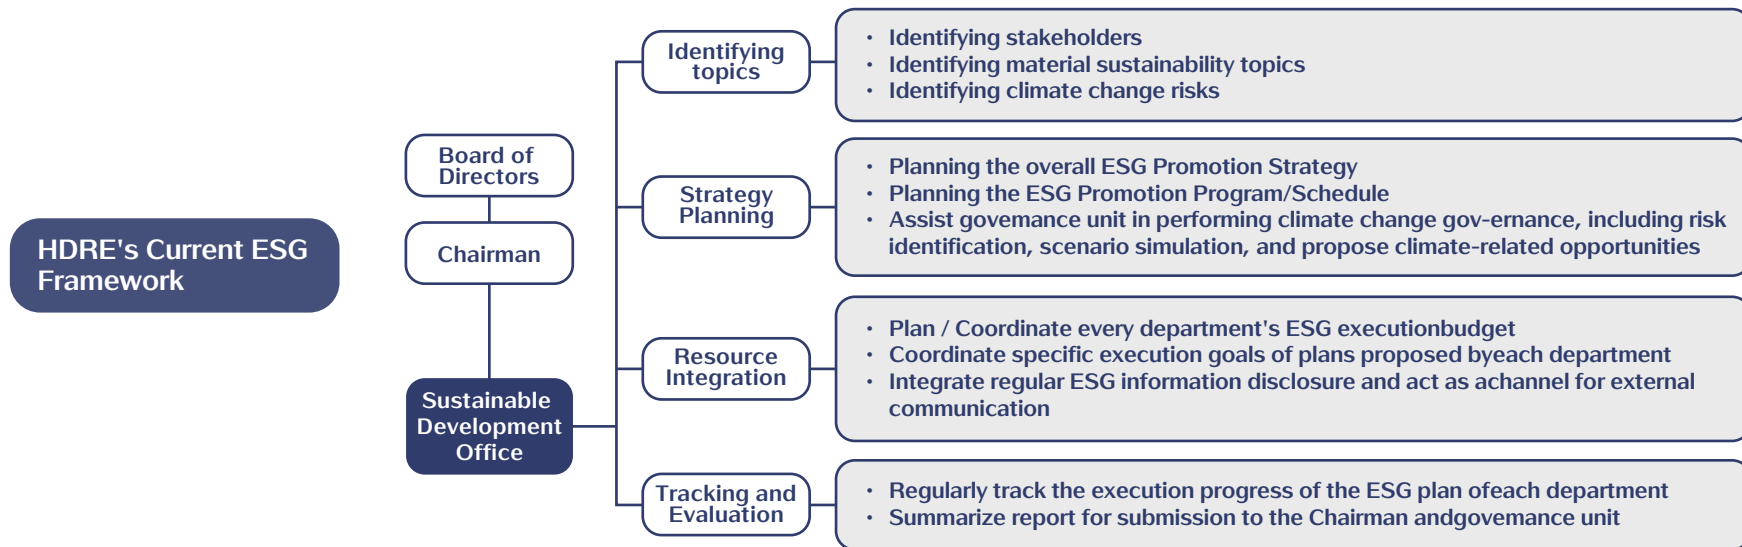 HDRE's Current ESG
Framework
Board of
Directors
Chairman
Sustainable
Development
Office
Identifying
topics
• Identifying stakeholders
• Identifying material sustainability topics
• Identifying climate change risks
Strategy
Planning
• Planning the overall ESG Promotion Strategy
• Planning the ESG Promotion Program/Schedule
• Assist govemance unit in performing climate change gov-ernance, including risk
identification, scenario simulation, and propose climate-related opportunities
Resource
Integration
• Plan / Coordinate every department's ESG executionbudget
• Coordinate specific execution goals of plans proposed byeach department
• Integrate regular ESG information disclosure and act as achannel for external
communication
Tracking and
Evaluation
• Regularly track the execution progress of the ESG plan ofeach department
• Summarize report for submission to the Chairman andgovemance unit